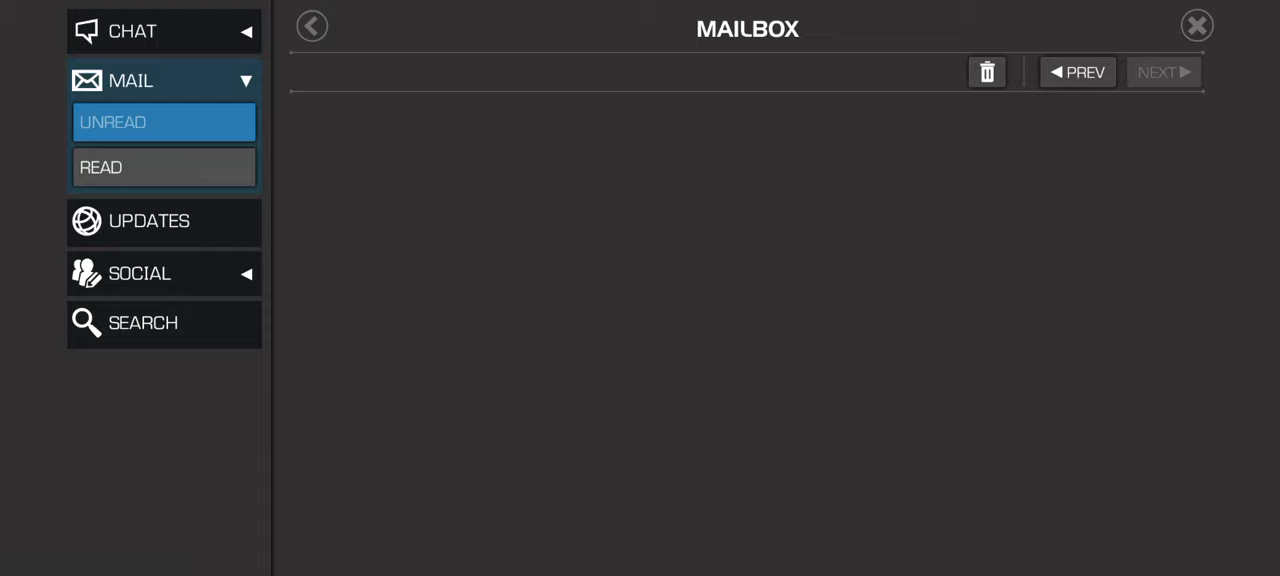 CHAT
MAIL
UNREAD
READ
UPDATES
SOCIAL
SEARCH
MAILBOX
PREV
NEXT